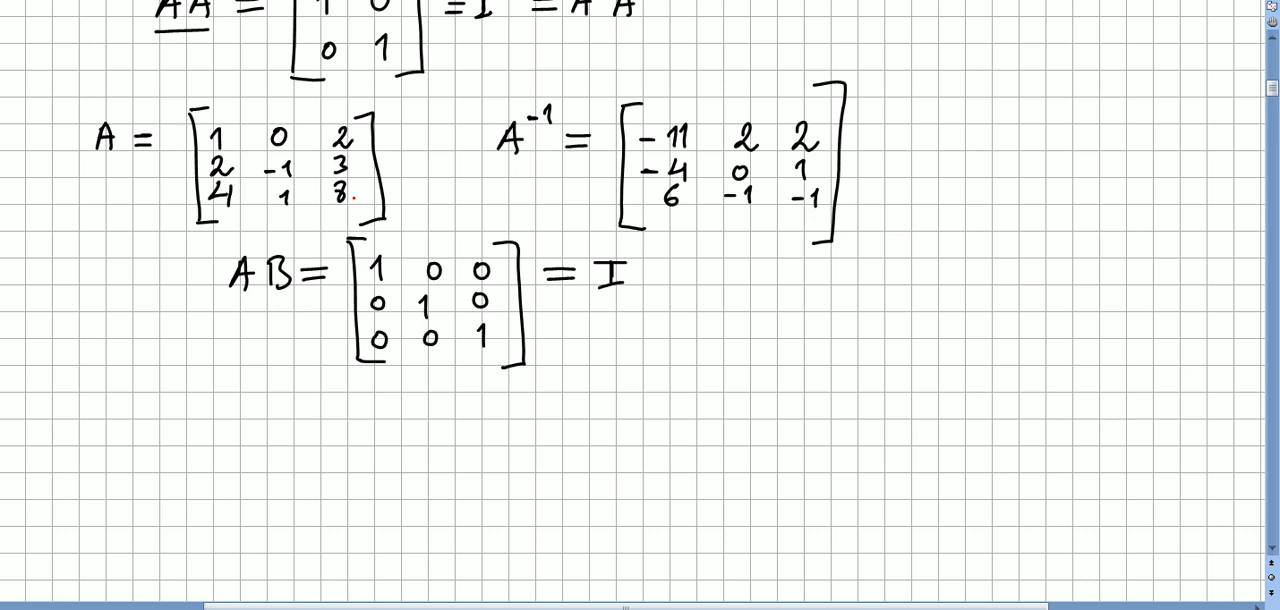 AA = [1 0 = I = A A
0 1]
A = [1 0 2 A⁻¹ = [-11 2 2
2 -1 3 -4 0 1
4 1 8.] 6 -1 -1]
AB = [1 0 0 = I
0 1 0
0 0 1]